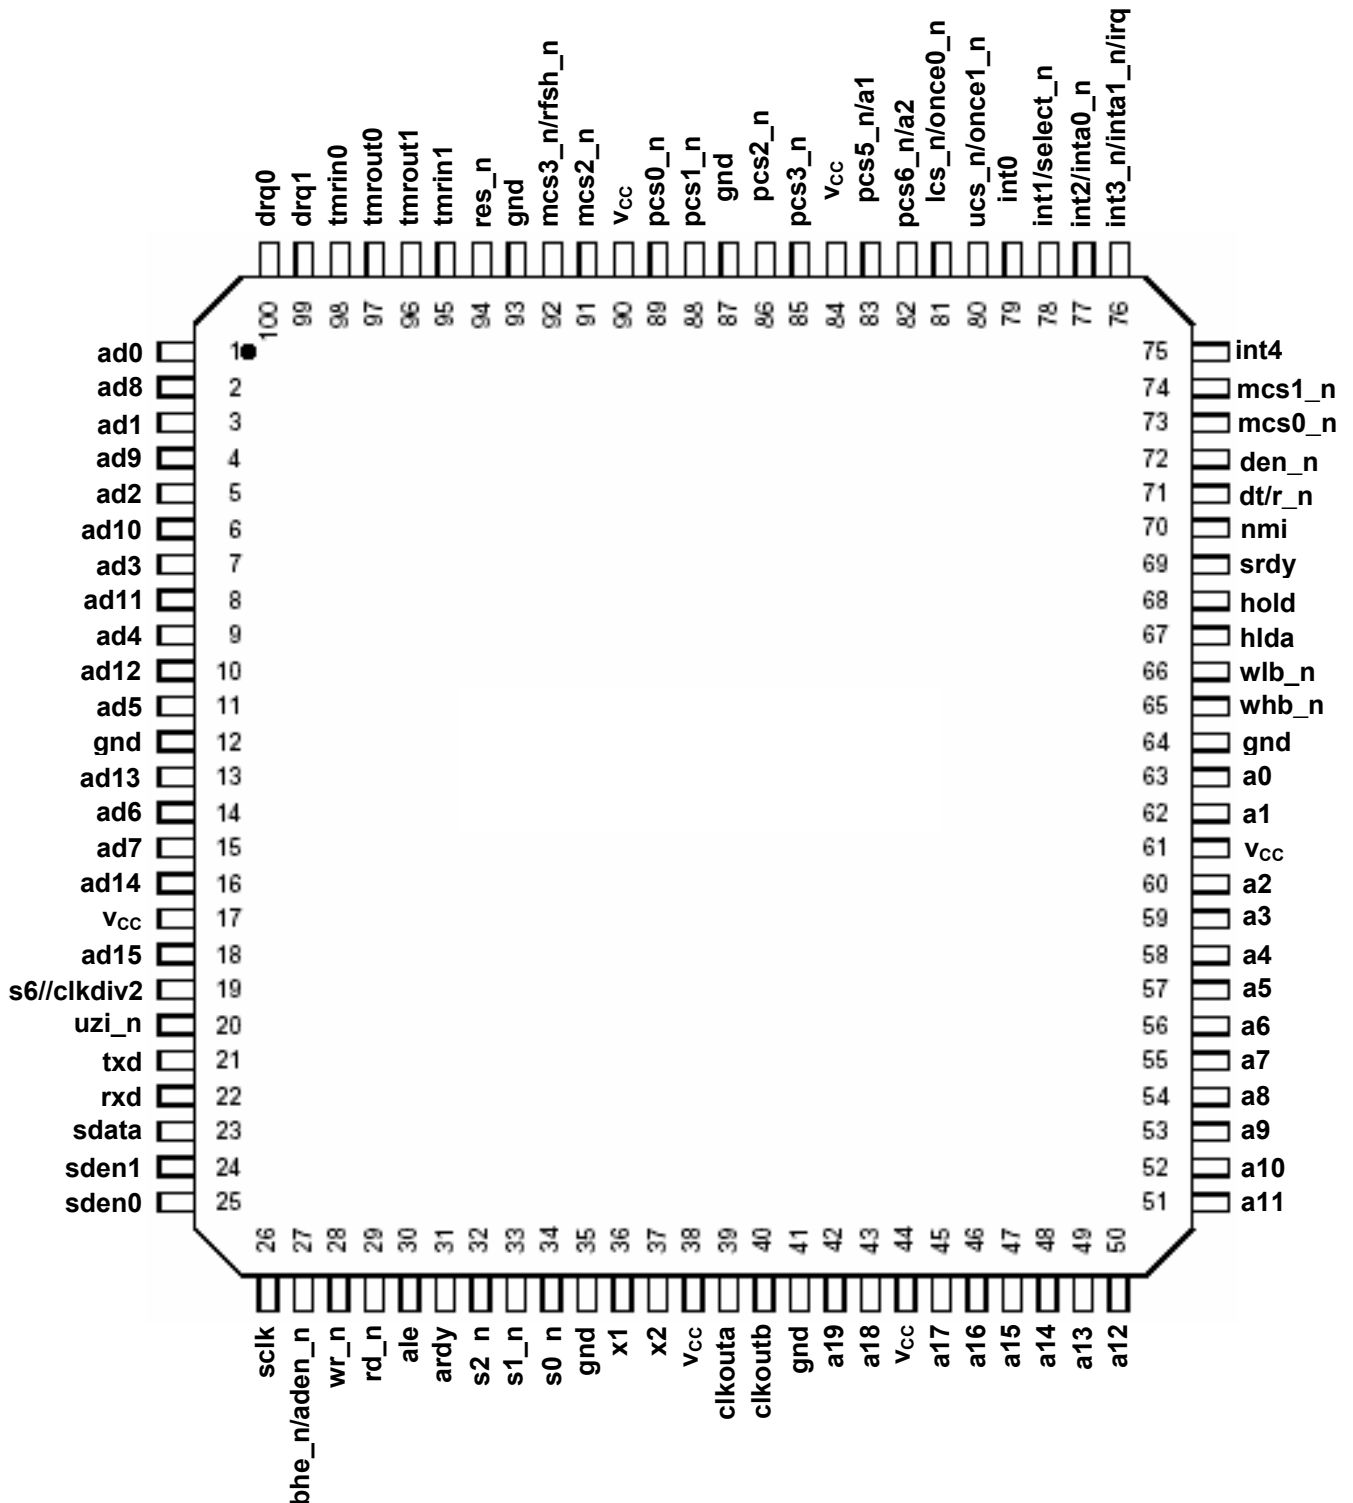 drq0
drq1
tmrin0
tmrout0
tmrout1
tmrin1
res_n
gnd
mcs3_n/rfsh_n
mcs2_n
vCC
pcs0_n
pcs1_n
gnd
pcs2_n
pcs3_n
vCC
pcs5_n/a1
pcs6_n/a2
lcs_n/once0_n
ucs_n/once1_n
int0
int1/select_n
int2/inta0_n
int3_n/inta1_n/irq
100
99
98
97
96
95
94
93
92
91
90
89
88
87
86
85
84
83
82
81
80
79
78
77
76
ad0 1 75 int4
ad8 2 74 mcs1_n
ad1 3 73 mcs0_n
ad9 4 72 den_n
ad2 5 71 dt/r_n
ad10 6 70 nmi
ad3 7 69 srdy
ad11 8 68 hold
ad4 9 67 hlda
ad12 10 66 wlb_n
ad5 11 65 whb_n
gnd 12 64 gnd
ad13 13 63 a0
ad6 14 62 a1
ad7 15 61 vCC
ad14 16 60 a2
vCC 17 59 a3
ad15 18 58 a4
s6//clkdiv2 19 57 a5
uzi_n 20 56 a6
txd 21 55 a7
rxd 22 54 a8
sdata 23 53 a9
sden1 24 52 a10
sden0 25 51 a11
26
27
28
29
30
31
32
33
34
35
36
37
38
39
40
41
42
43
44
45
46
47
48
49
50
sclk
bhe_n/aden_n
wr_n
rd_n
ale
ardy
s2_n
s1_n
s0_n
gnd
x1
x2
vCC
clkouta
clkoutb
gnd
a19
a18
vCC
a17
a16
a15
a14
a13
a12